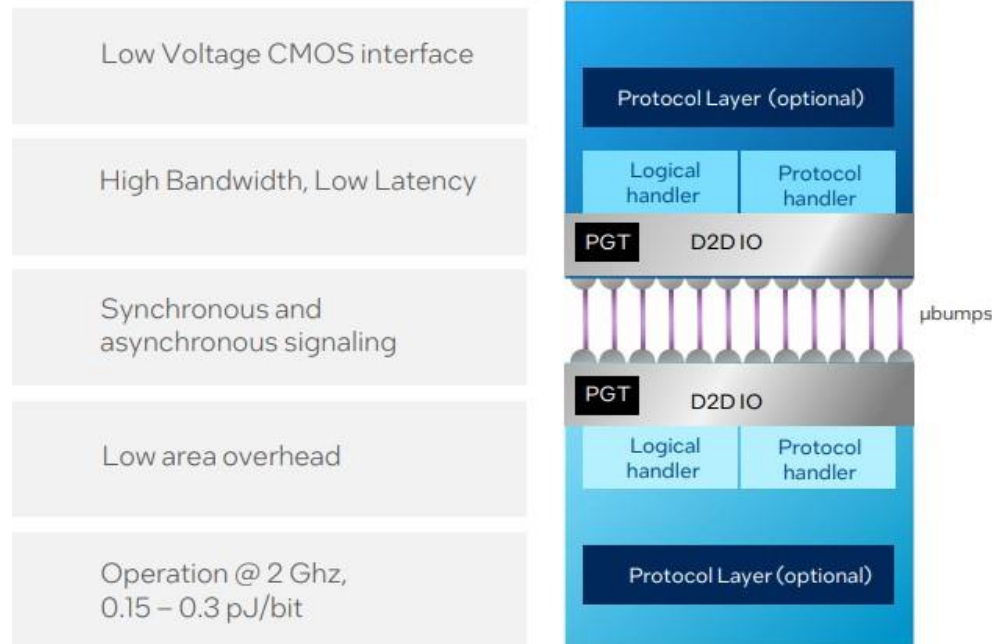 Low Voltage CMOS interface
High Bandwidth, Low Latency
Synchronous and
asynchronous signaling
Low area overhead
Operation @ 2 Ghz,
0.15 – 0.3 pJ/bit
Protocol Layer (optional)
Logical
handler
Protocol
handler
PGT
D2D IO
μbumps
PGT
D2D IO
Logical
handler
Protocol
handler
Protocol Layer (optional)